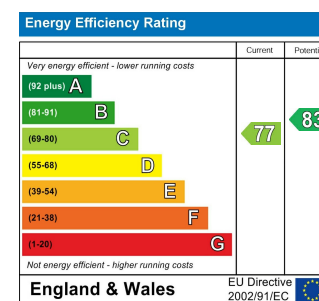 Energy Efficiency Rating
Current Potenti
Very energy efficient - lower running costs
(92 plus) A
(81-91) B
(69-80) C
77
83
(55-68) D
(39-54) E
(21-38) F
(1-20) G
Not energy efficient - higher running costs
England & Wales
EU Directive
2002/91/EC